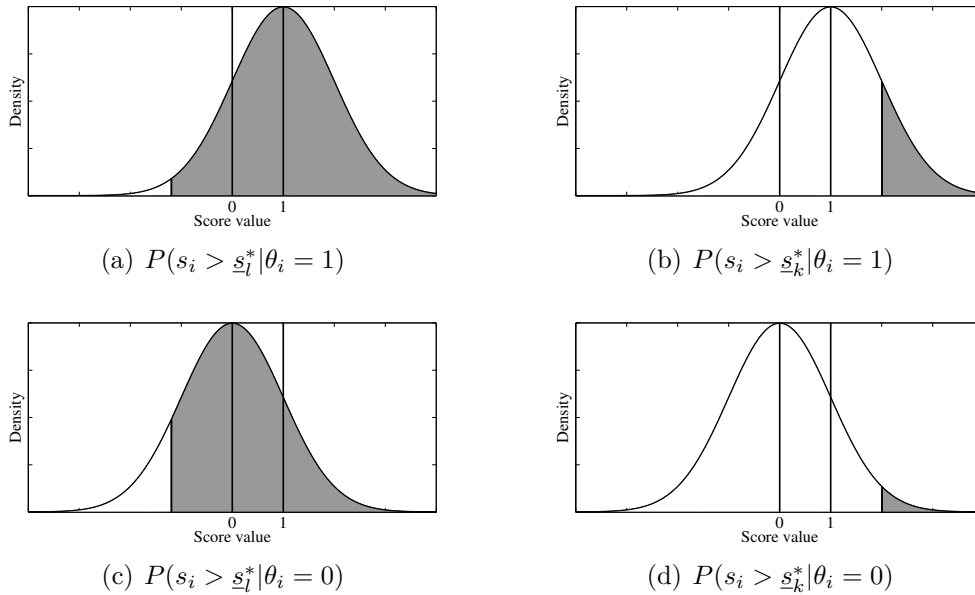 Density
0 1
Score value
(a) $P(s_i > \underline{s}_l^*|\theta_i = 1)$
Density
0 1
Score value
(b) $P(s_i > \underline{s}_k^*|\theta_i = 1)$
Density
0 1
Score value
(c) $P(s_i > \underline{s}_l^*|\theta_i = 0)$
Density
0 1
Score value
(d) $P(s_i > \underline{s}_k^*|\theta_i = 0)$